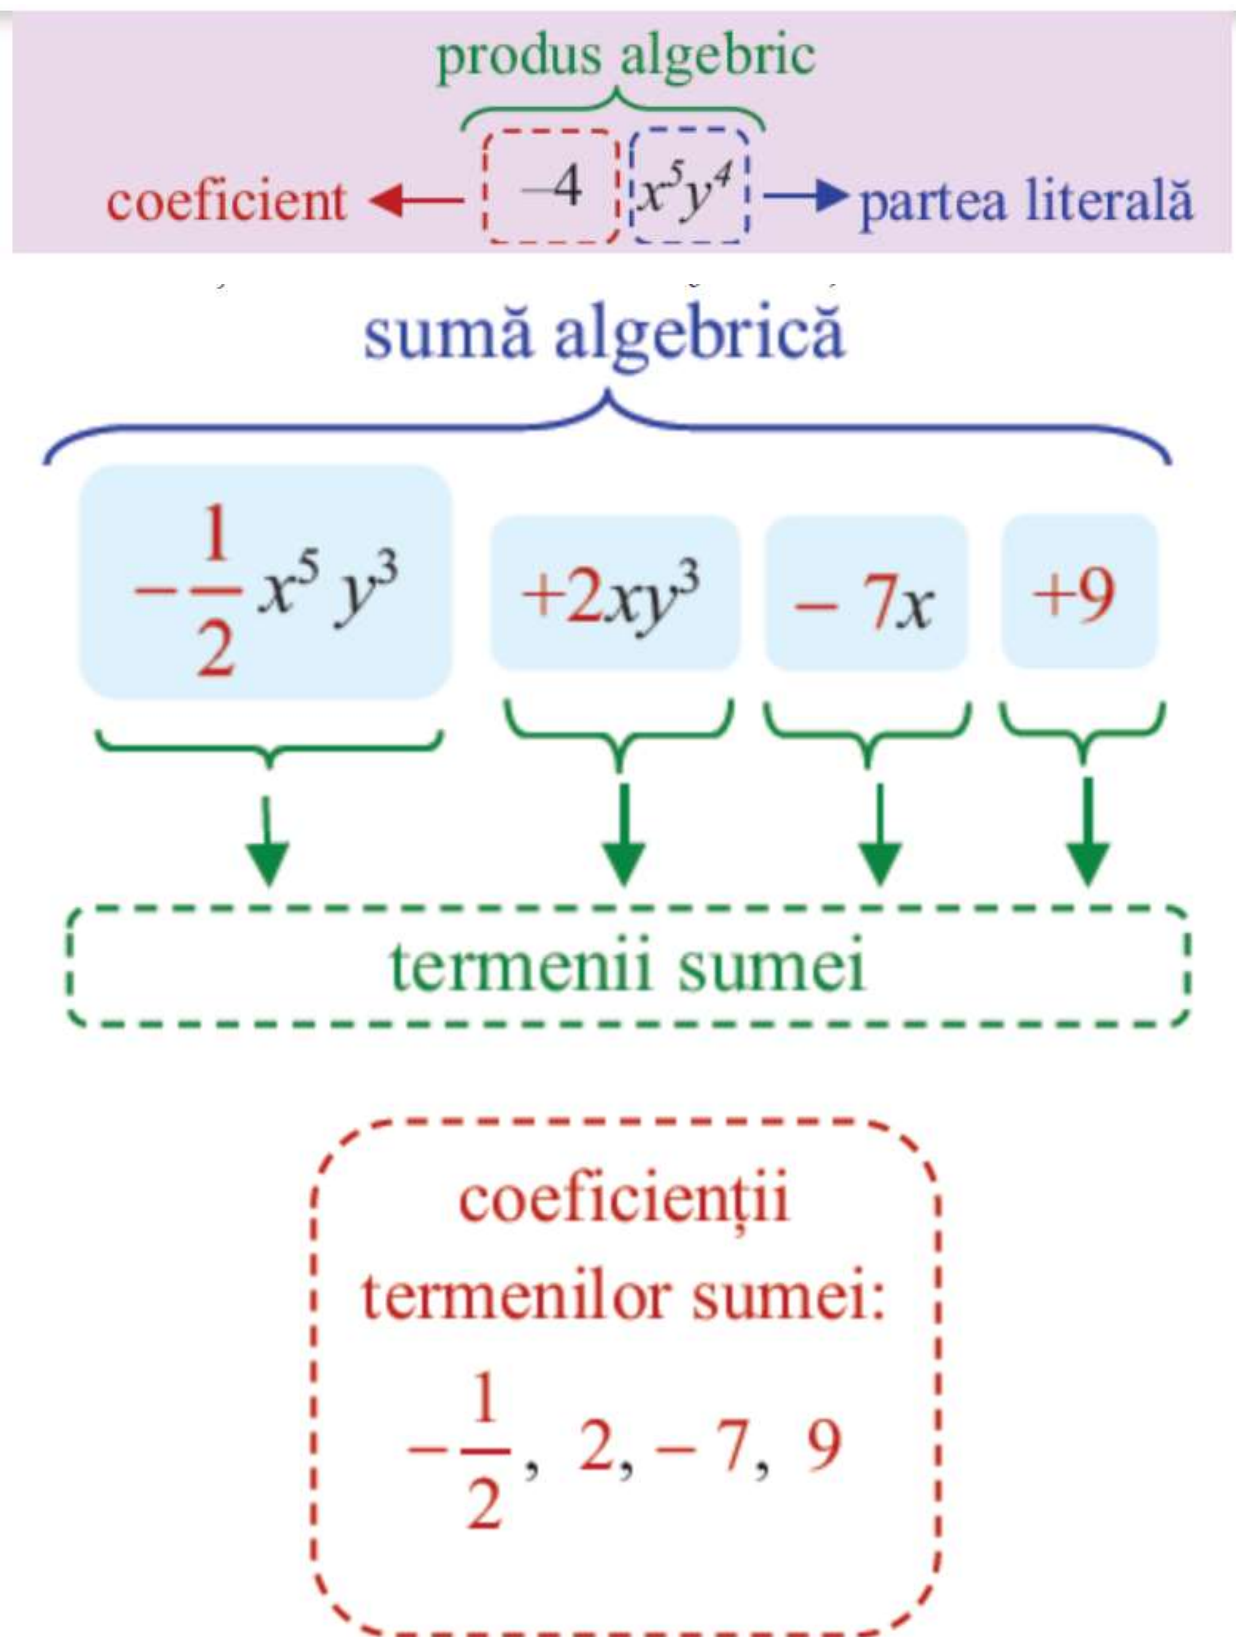 produs algebric
coeficient –4 x⁵y⁴ partea literală
sumă algebrică
–1/2 x⁵ y³ +2xy³ – 7x +9
termenii sumei
coeficienții
termenilor sumei:
–1/2, 2, – 7, 9